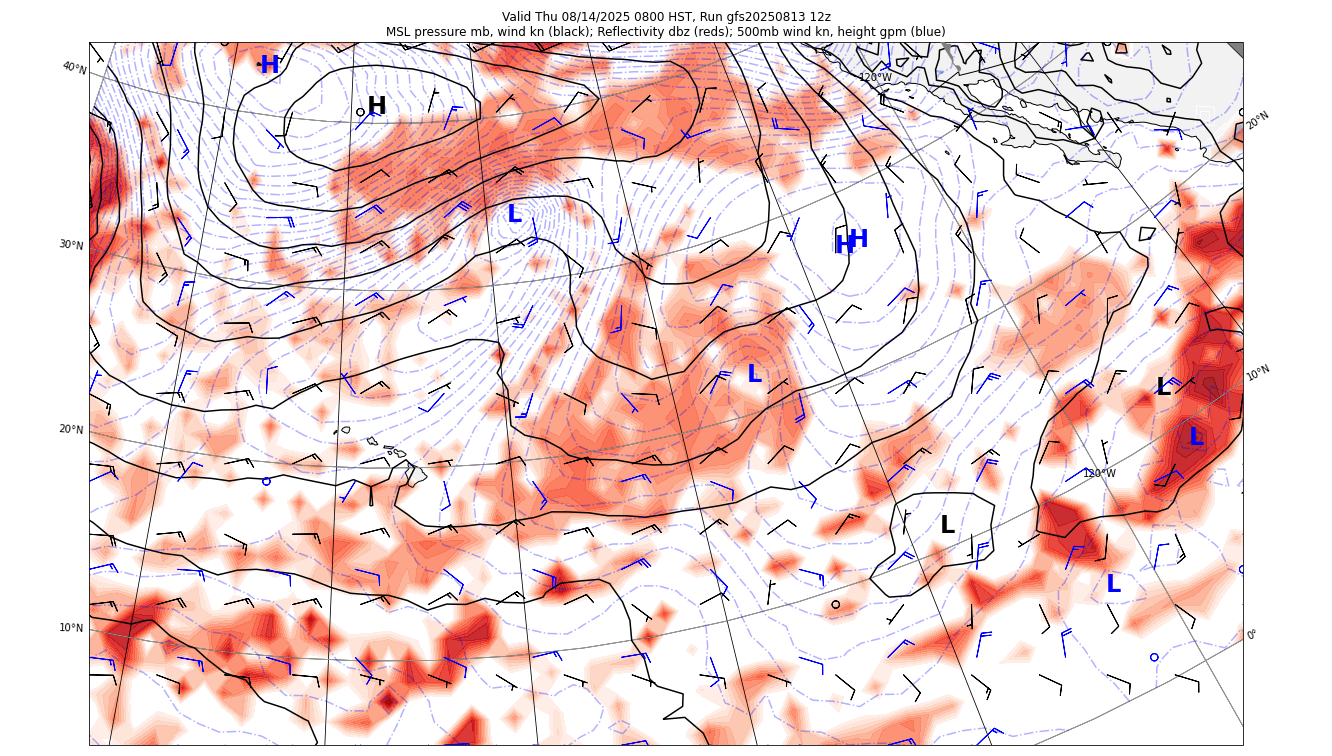 Valid Thu 08/14/2025 0800 HST, Run gfs20250813 12z
MSL pressure mb, wind kn (black); Reflectivity dbz (reds); 500mb wind kn, height gpm (blue)
40°N
H
120°W
H
20°N
L
30°N
H
H
L
10°N
L
20°N
L
120°W
L
L
10°N
0°